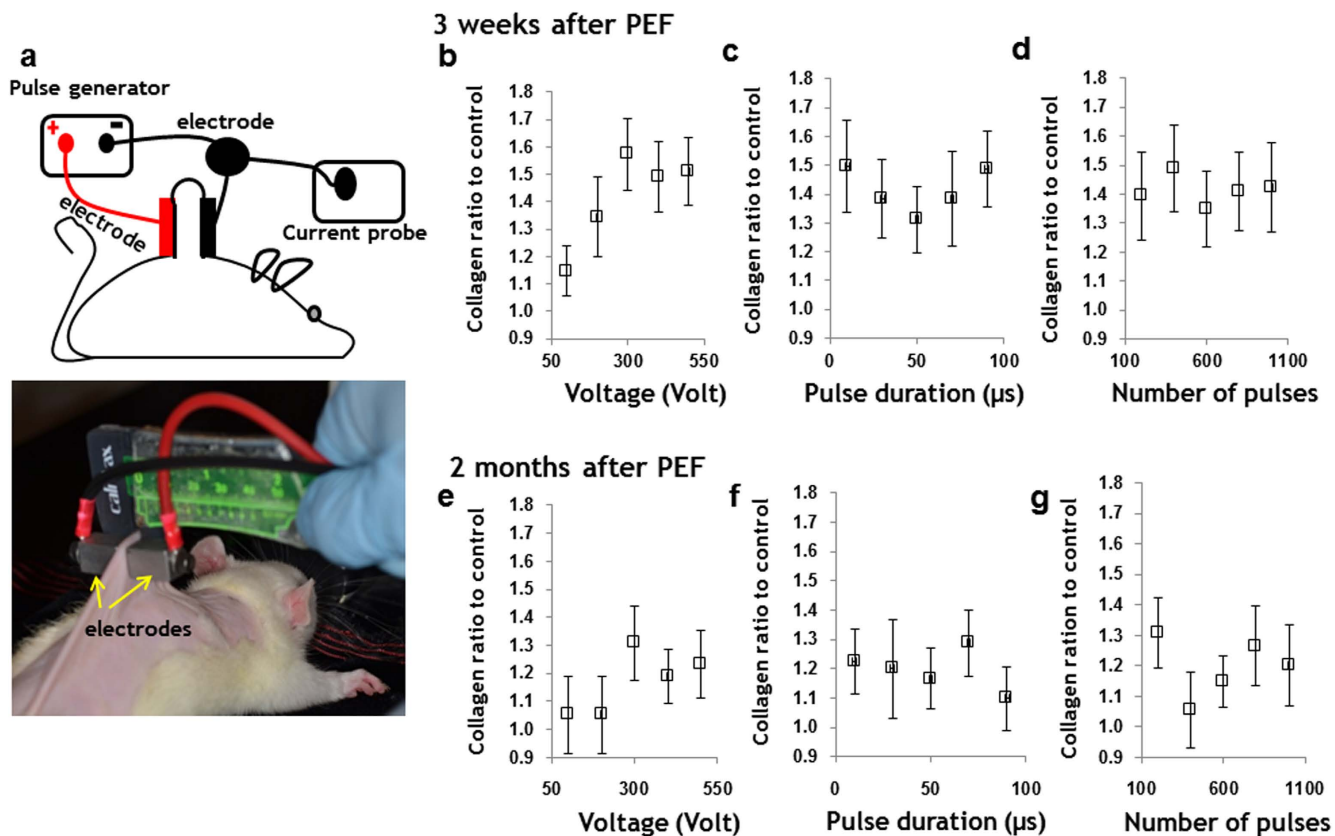 3 weeks after PEF
a
Pulse generator
+
-
electrode
electrode
Current probe
b
Collagen ratio to control
1.8
1.7
1.6
1.5
1.4
1.3
1.2
1.1
1.0
0.9
50 300 550
Voltage (Volt)
c
Collagen ratio to control
1.8
1.7
1.6
1.5
1.4
1.3
1.2
1.1
1.0
0.9
0 50 100
Pulse duration (µs)
d
Collagen ratio to control
1.8
1.7
1.6
1.5
1.4
1.3
1.2
1.1
1.0
0.9
100 600 1100
Number of pulses
electrodes
2 months after PEF
e
Collagen ratio to control
1.8
1.7
1.6
1.5
1.4
1.3
1.2
1.1
1.0
0.9
50 300 550
Voltage (Volt)
f
Collagen ratio to control
1.8
1.7
1.6
1.5
1.4
1.3
1.2
1.1
1.0
0.9
0 50 100
Pulse duration (µs)
g
Collagen ration to control
1.8
1.7
1.6
1.5
1.4
1.3
1.2
1.1
1.0
0.9
100 600 1100
Number of pulses